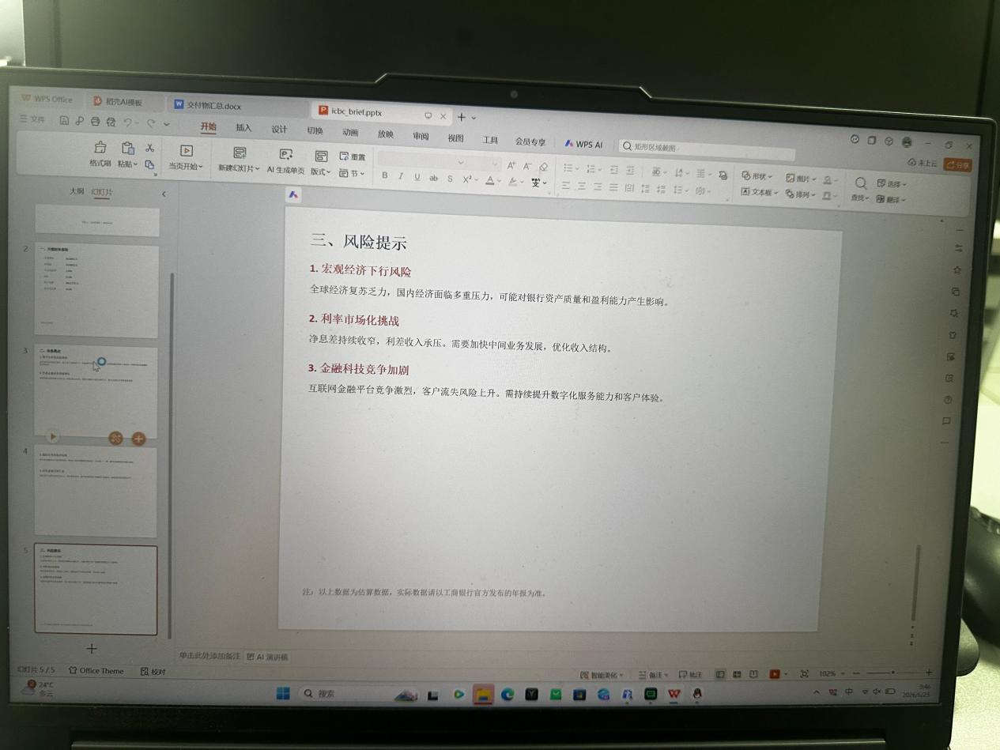 WPS Office
稻壳AI模板
交付物汇总.docx
icbc_brief.pptx
文件
开始
插入
设计
切换
动画
放映
审阅
视图
工具
会员专享
WPS AI
矩形区域截图
未上云
分享
格式刷
粘贴
当页开始
新建幻灯片
AI 生成单页
版式
重置
节
B I U
形状
图片
文本框
排列
查找
选择
翻译
大纲
幻灯片
三、风险提示
1. 宏观经济下行风险
全球经济复苏乏力，国内经济面临多重压力，可能对银行资产质量和盈利能力产生影响。
2. 利率市场化挑战
净息差持续收窄，利差收入承压。需要加快中间业务发展，优化收入结构。
3. 金融科技竞争加剧
互联网金融平台竞争激烈，客户流失风险上升。需持续提升数字化服务能力和客户体验。
注：以上数据为估算数据，实际数据请以工商银行官方发布的年报为准。
2
3
4
5
单击此处添加备注
AI 演讲稿
幻灯片 5 / 5
Office Theme
校对
智能美化
备注
批注
102%
24°C
多云
搜索
中
9:46
2026/6/23